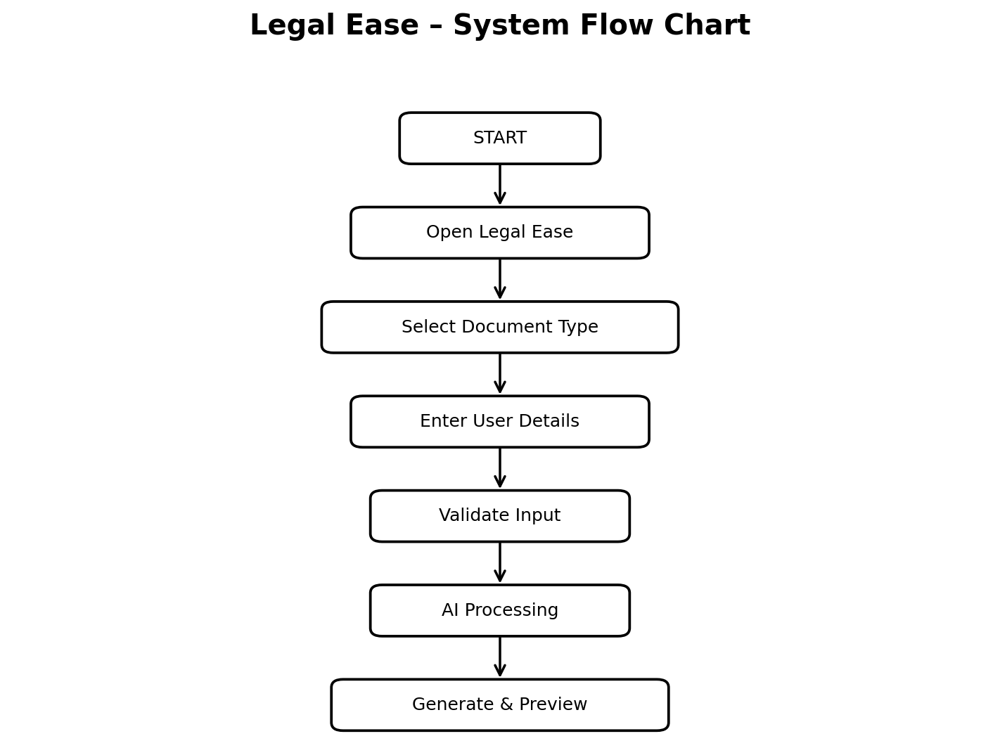 Legal Ease – System Flow Chart
START
Open Legal Ease
Select Document Type
Enter User Details
Validate Input
AI Processing
Generate & Preview